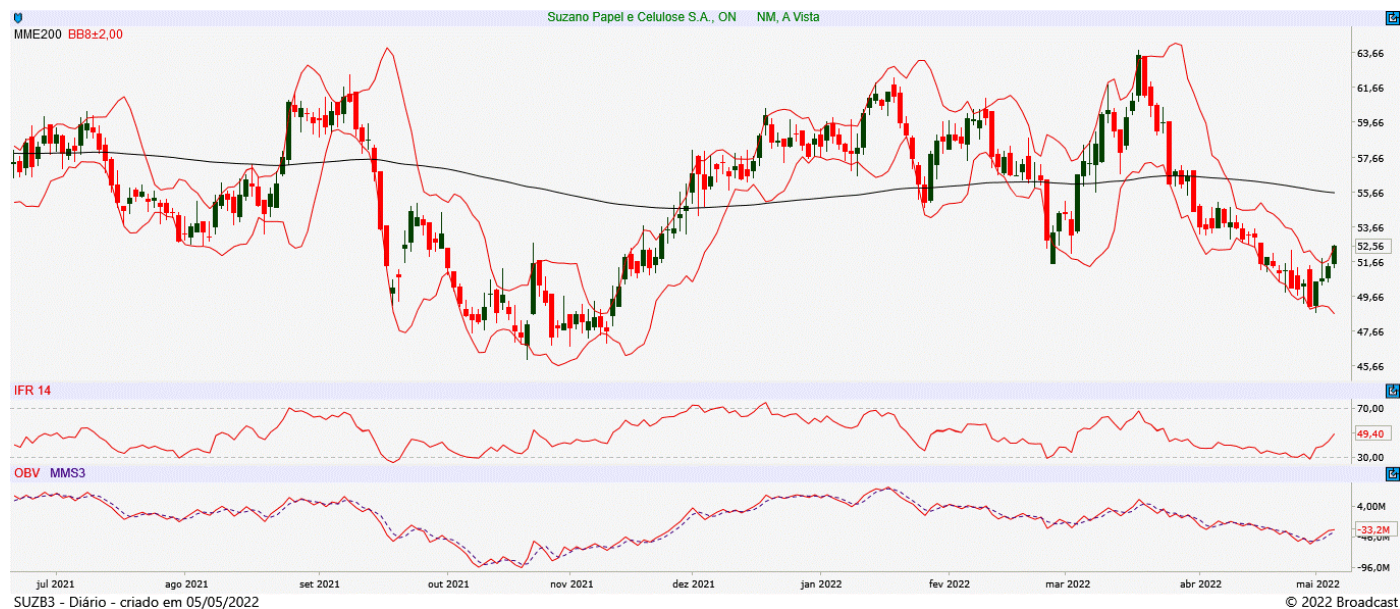 Suzano Papel e Celulose S.A., ON NM, A Vista
MME200 BB8±2,00
63,66
61,66
59,66
57,66
55,66
53,66
52,56
51,66
49,66
47,66
45,66
IFR 14
70,00
49,40
30,00
OBV MMS3
4,00M
-33,2M
-46,0M
-96,0M
jul 2021 ago 2021 set 2021 out 2021 nov 2021 dez 2021 jan 2022 fev 2022 mar 2022 abr 2022 mai 2022
SUZB3 - Diário - criado em 05/05/2022 © 2022 Broadcast